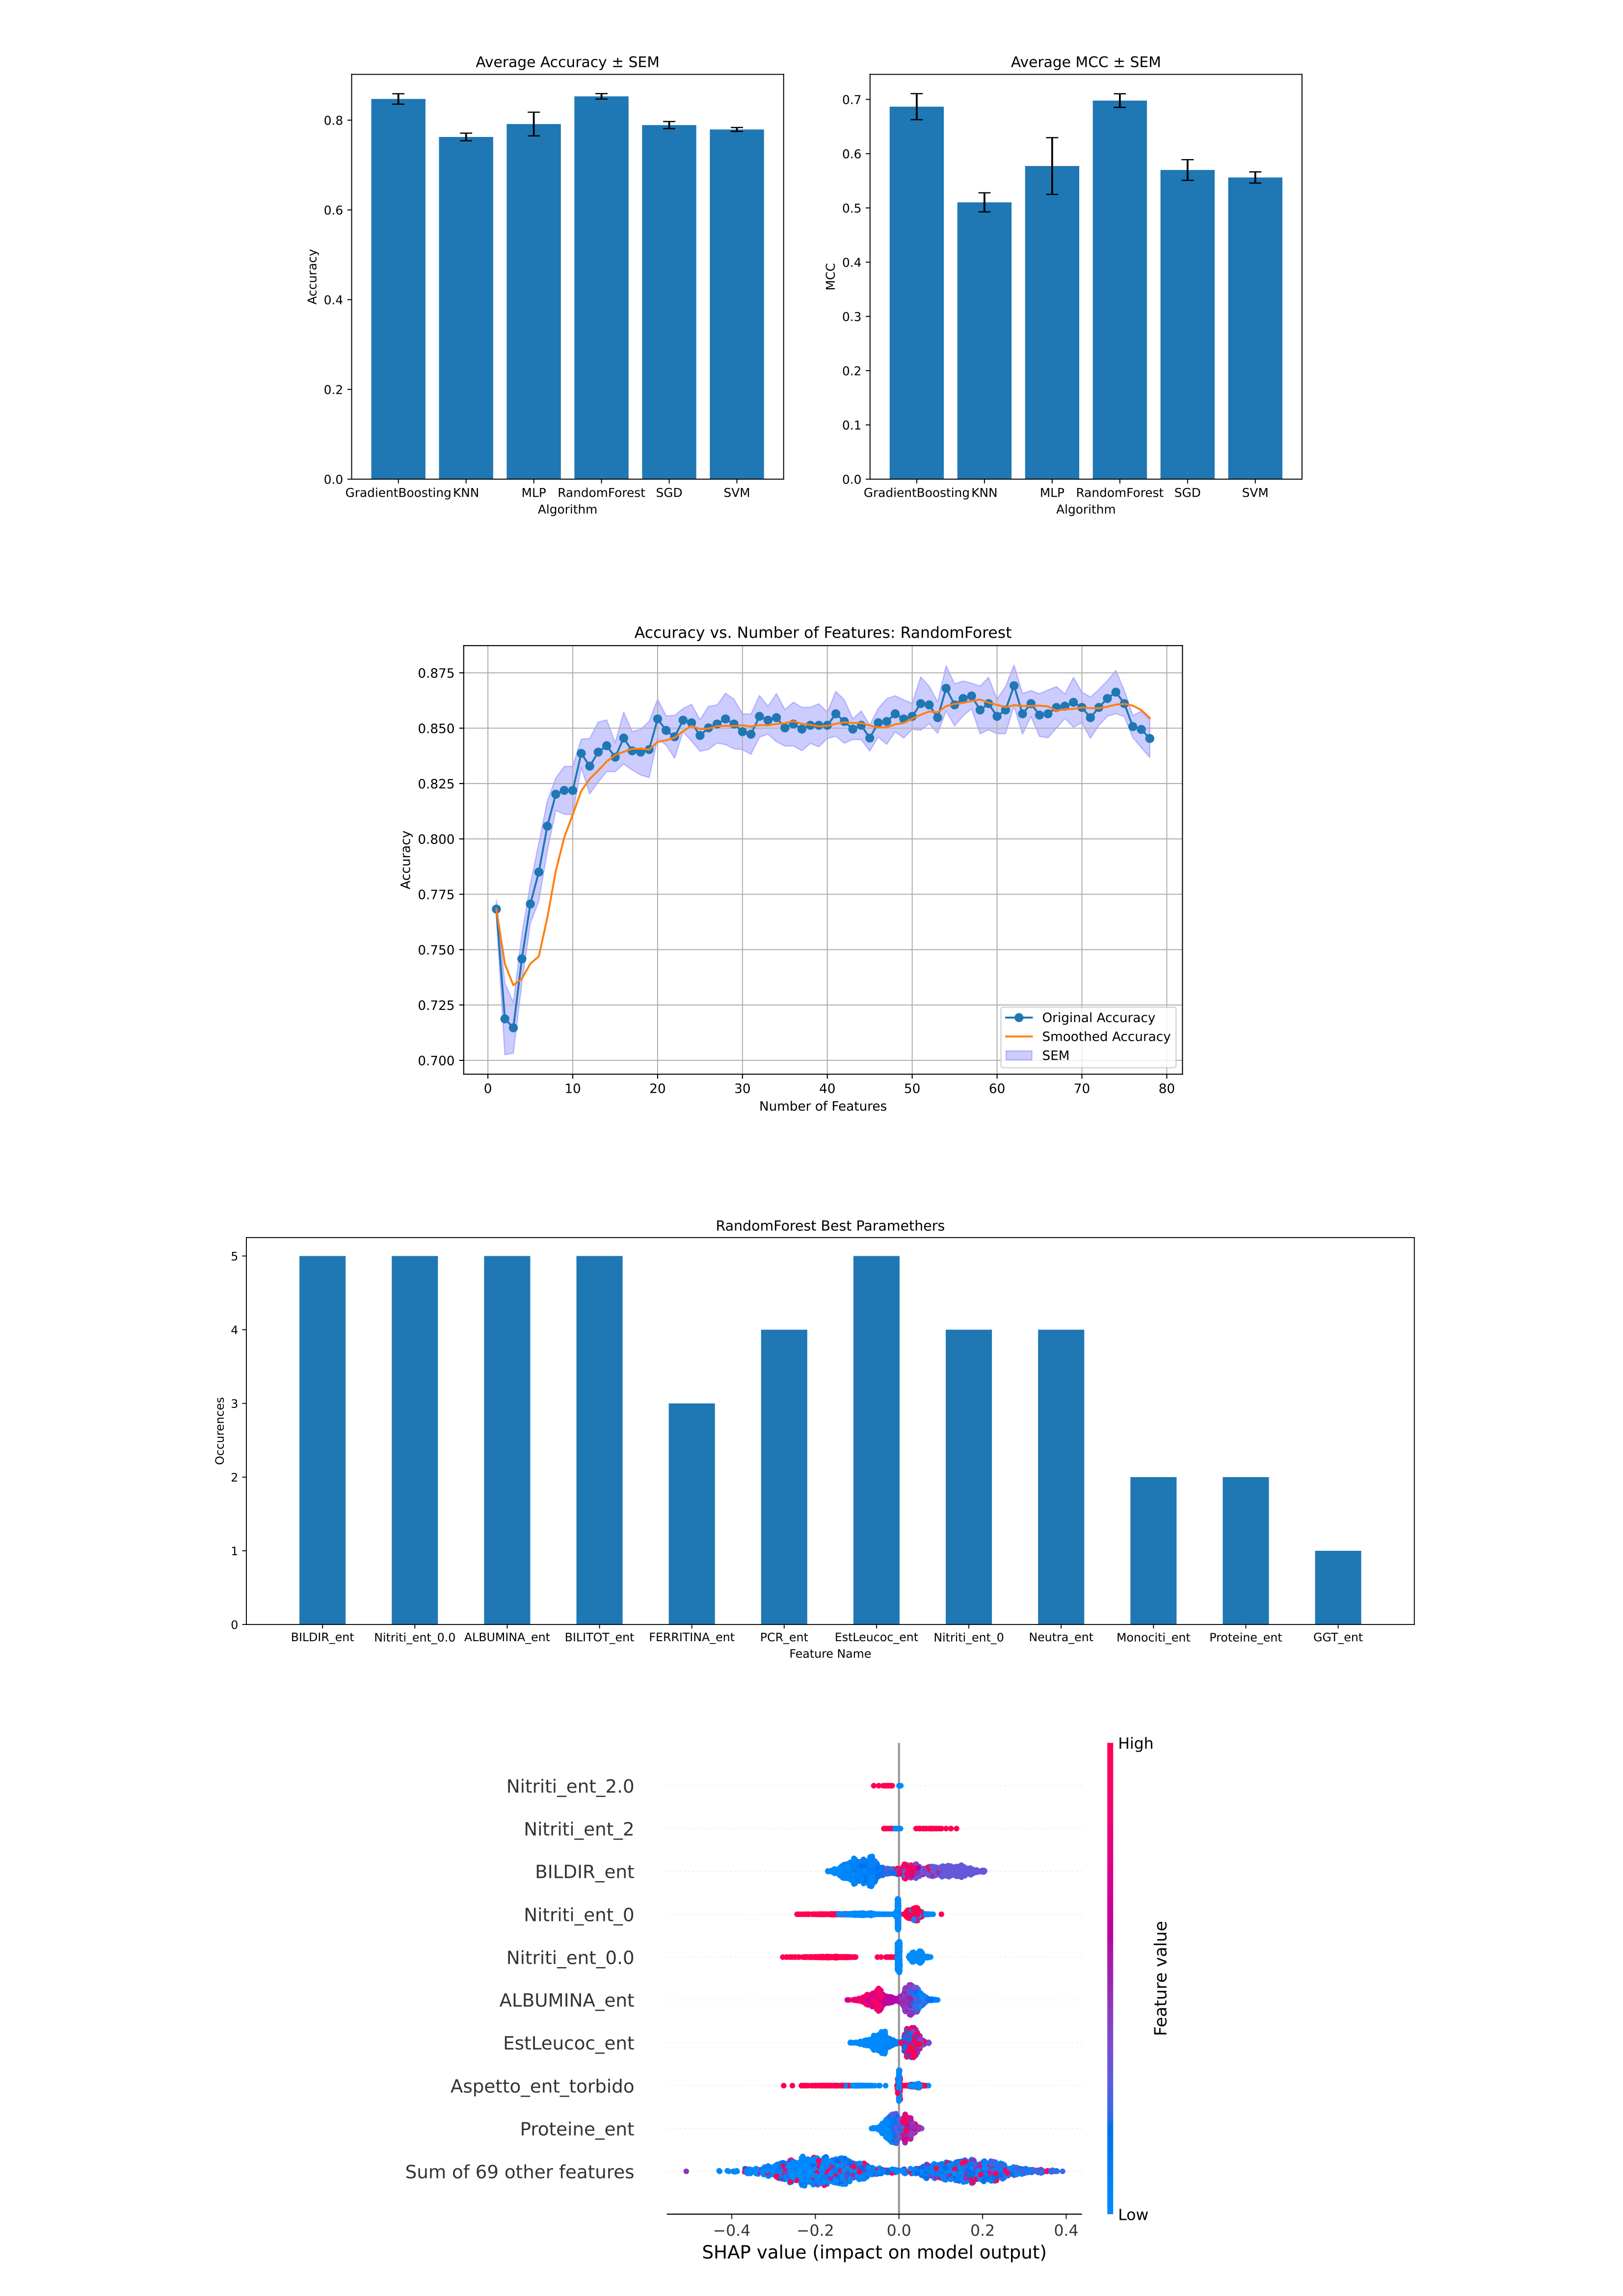 Average Accuracy ± SEM
Accuracy
0.8
0.6
0.4
0.2
0.0
GradientBoosting KNN MLP RandomForest SGD SVM
Algorithm
Average MCC ± SEM
MCC
0.7
0.6
0.5
0.4
0.3
0.2
0.1
0.0
GradientBoosting KNN MLP RandomForest SGD SVM
Algorithm
Accuracy vs. Number of Features: RandomForest
Accuracy
0.875
0.850
0.825
0.800
0.775
0.750
0.725
0.700
Original Accuracy
Smoothed Accuracy
SEM
0 10 20 30 40 50 60 70 80
Number of Features
RandomForest Best Paramethers
Occurences
5
4
3
2
1
0
BILDIR_ent Nitriti_ent_0.0 ALBUMINA_ent BILITOT_ent FERRITINA_ent PCR_ent EstLeucoc_ent Nitriti_ent_0 Neutra_ent Monociti_ent Proteine_ent GGT_ent
Feature Name
High
Nitriti_ent_2.0
Nitriti_ent_2
BILDIR_ent
Nitriti_ent_0
Nitriti_ent_0.0
ALBUMINA_ent
EstLeucoc_ent
Aspetto_ent_torbido
Proteine_ent
Sum of 69 other features
Feature value
Low
−0.4 −0.2 0.0 0.2 0.4
SHAP value (impact on model output)